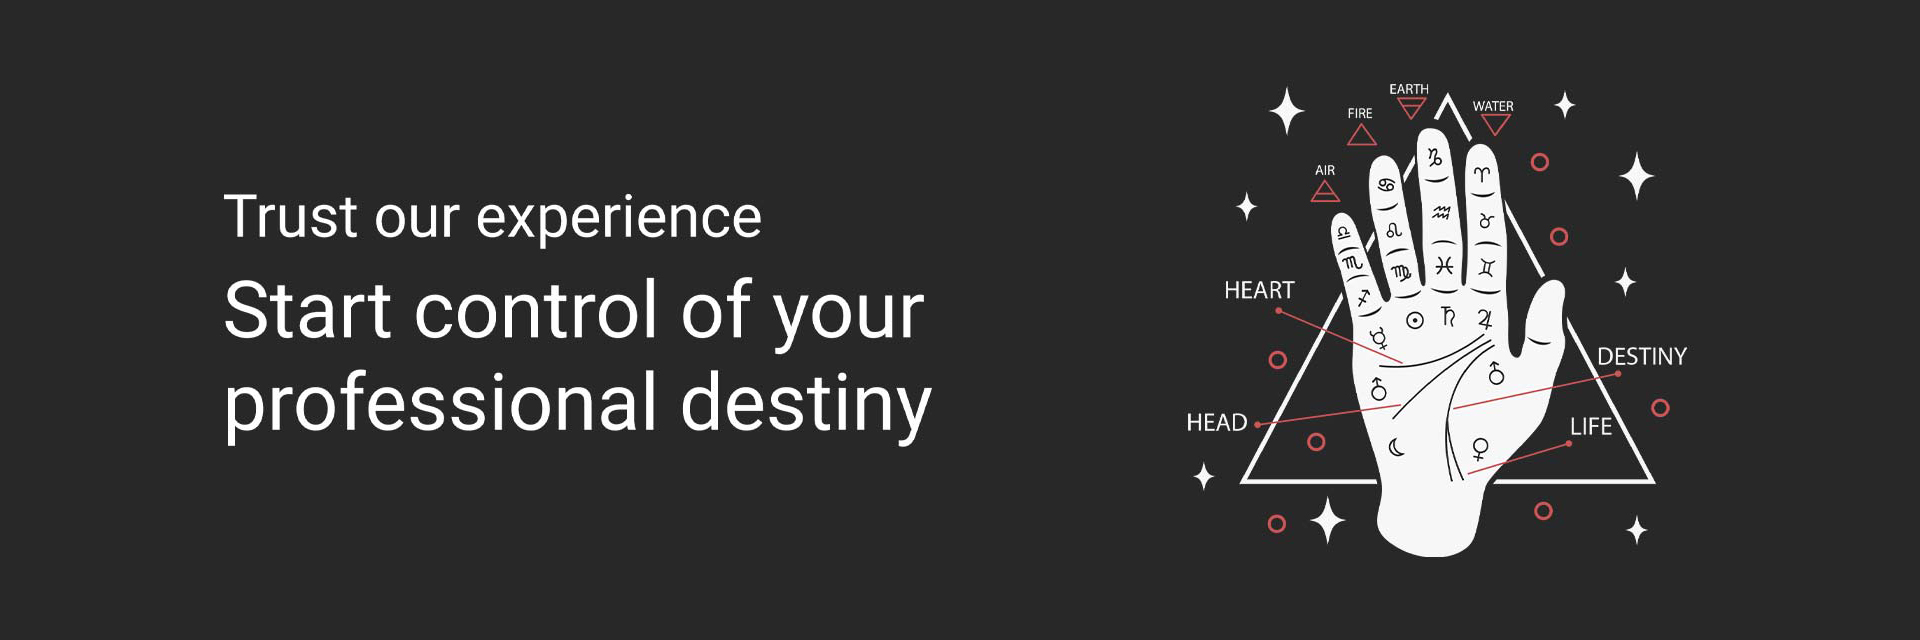 Trust our experience
Start control of your
professional destiny
EARTH
WATER
FIRE
AIR
HEART
DESTINY
HEAD
LIFE